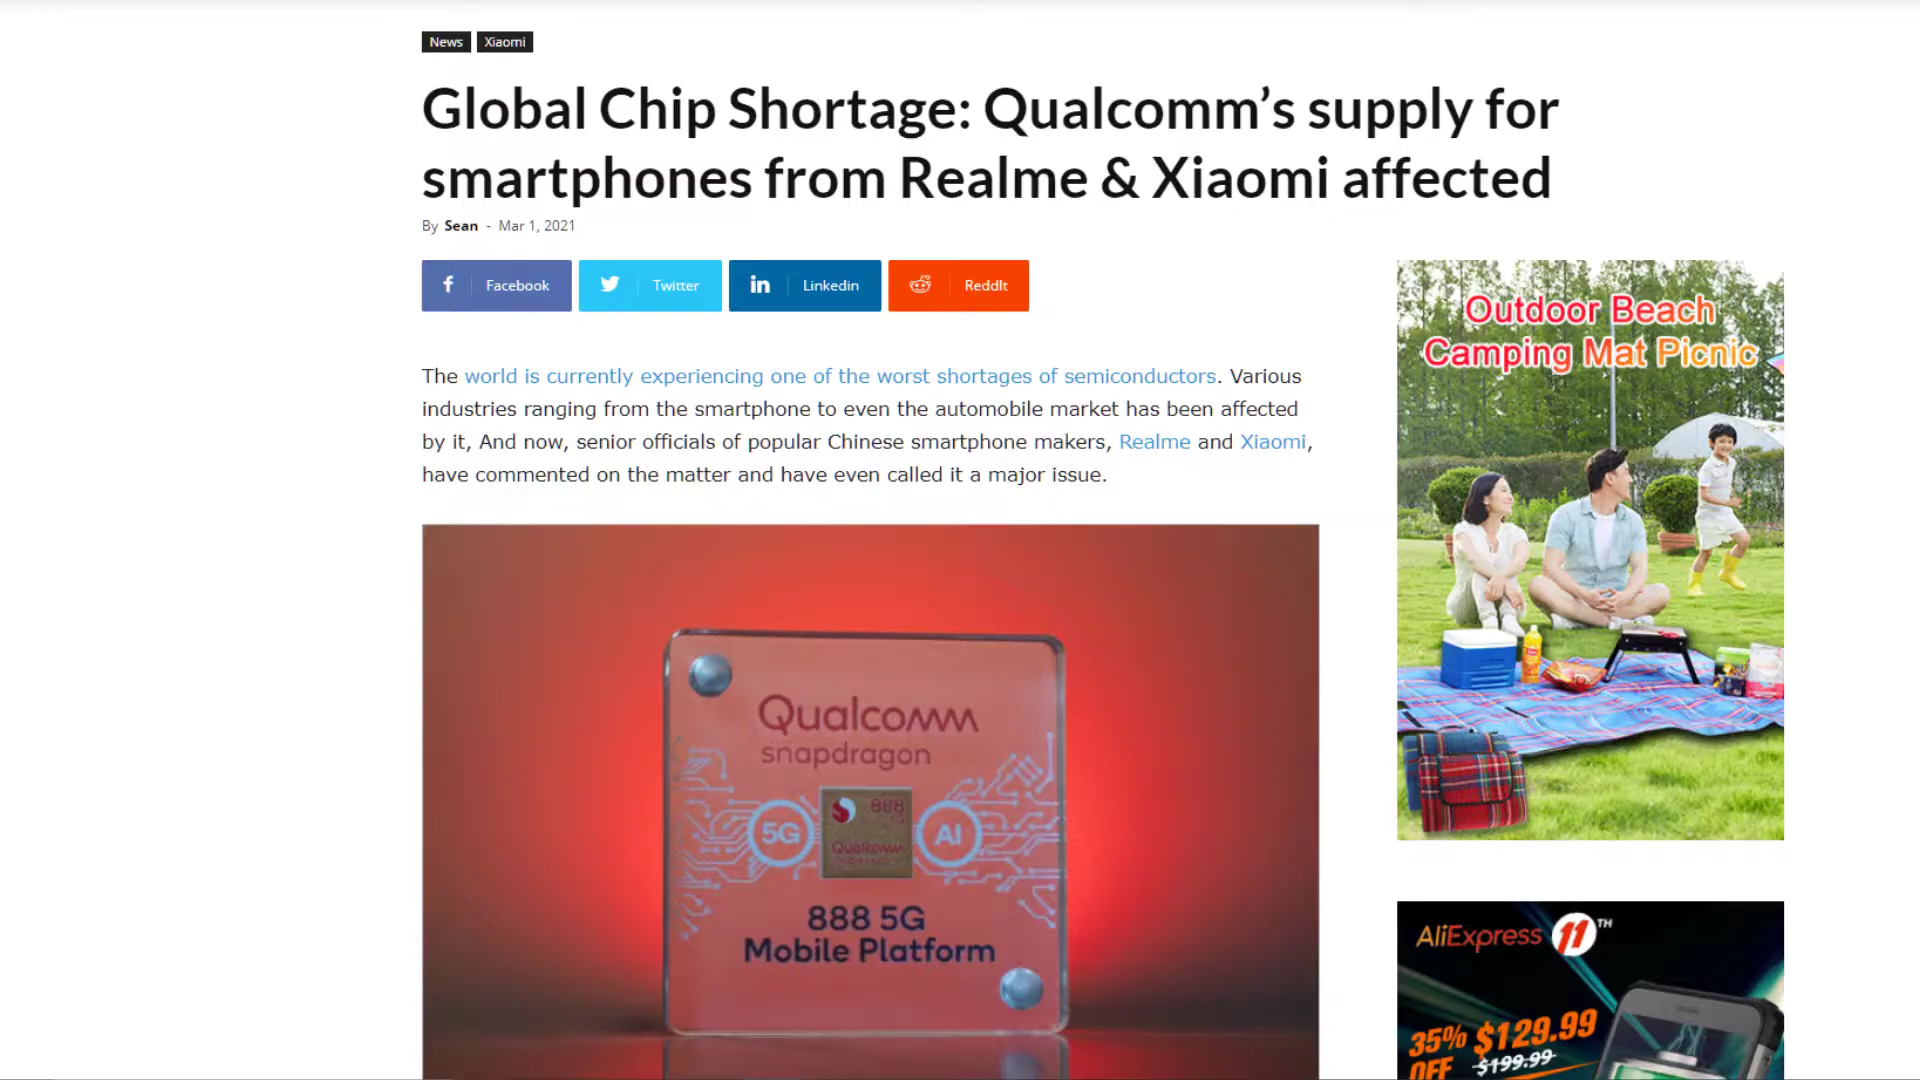 News Xiaomi
Global Chip Shortage: Qualcomm’s supply for
smartphones from Realme & Xiaomi affected
By Sean - Mar 1, 2021
Facebook Twitter Linkedin ReddIt
The world is currently experiencing one of the worst shortages of semiconductors. Various
industries ranging from the smartphone to even the automobile market has been affected
by it, And now, senior officials of popular Chinese smartphone makers, Realme and Xiaomi,
have commented on the matter and have even called it a major issue.
Qualcomm
snapdragon
5G
888
Qualcomm
AI
888 5G
Mobile Platform
Outdoor Beach
Camping Mat Picnic
AliExpress 11 TH
35% $129.99
OFF $199.99